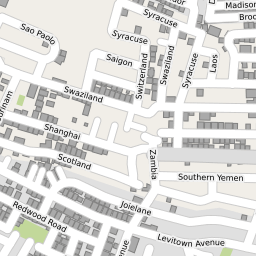 Madison
Broo
Syracuse
Sao Paolo
Syracuse
Saigon
Switzerland
Swaziland
Syracuse
Laos
Swaziland
Shanghai
Scotland
Zambia
Southern Yemen
Joielane
Redwood Road
Levitown Avenue